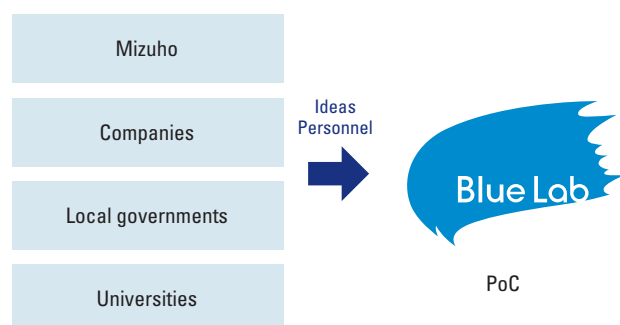 Mizuho
Companies
Local governments
Universities
Ideas
Personnel
Blue Lab
PoC